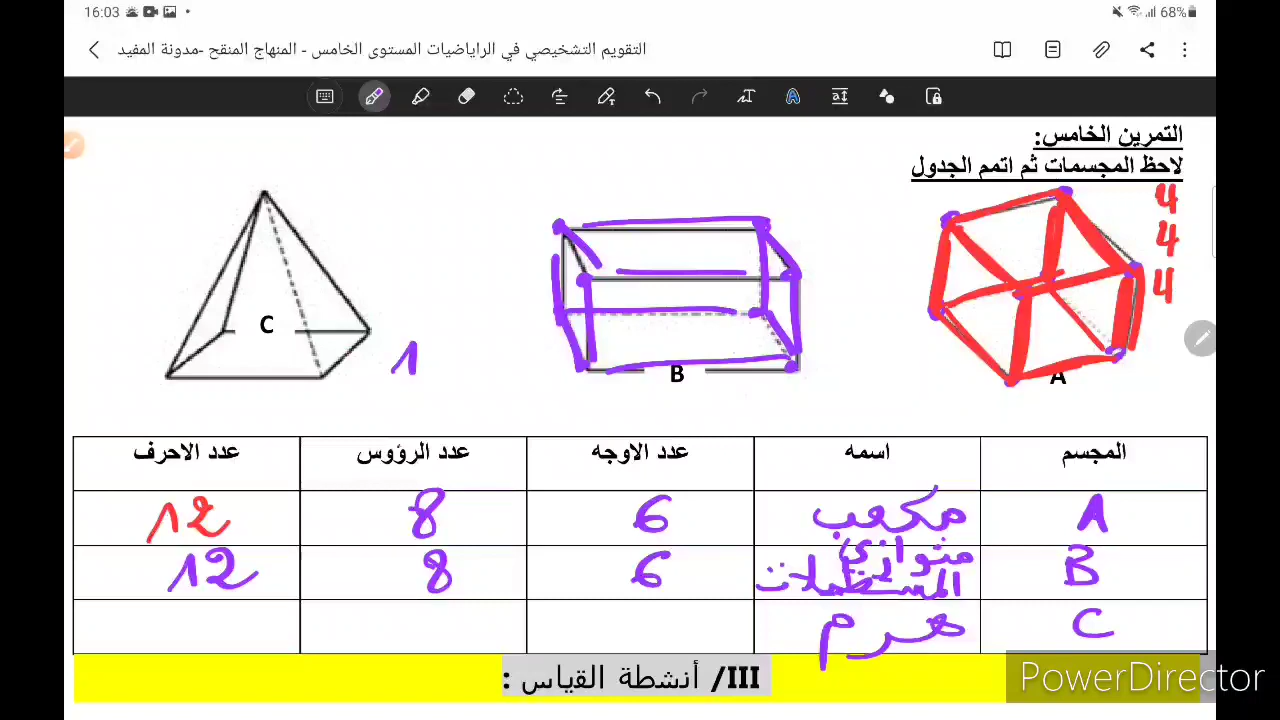 16:03
68%
التقويم التشخيصي في الراياضيات المستوى الخامس - المنهاج المنقح -مدونة المفيد
التمرين الخامس:
لاحظ المجسمات ثم اتمم الجدول
4
4
4
C
1
B
A
المجسم اسمه عدد الاوجه عدد الرؤوس عدد الاحرف
A مكعب 6 8 12
B متوازي المستطيلات 6 8 12
C هرم
III/ أنشطة القياس :
PowerDirector